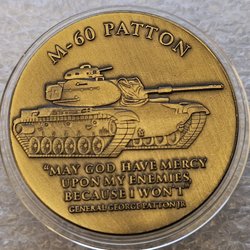 M-60 PATTON
"MAY GOD HAVE MERCY
UPON MY ENEMIES,
BECAUSE I WON'T"
GENERAL GEORGE PATTON JR